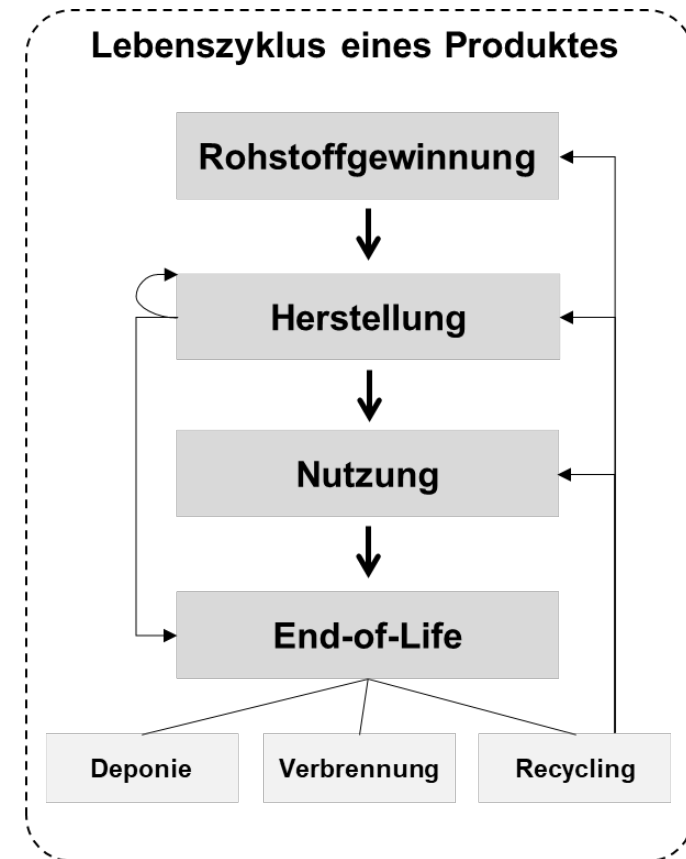 Lebenszyklus eines Produktes
Rohstoffgewinnung
Herstellung
Nutzung
End-of-Life
Deponie
Verbrennung
Recycling